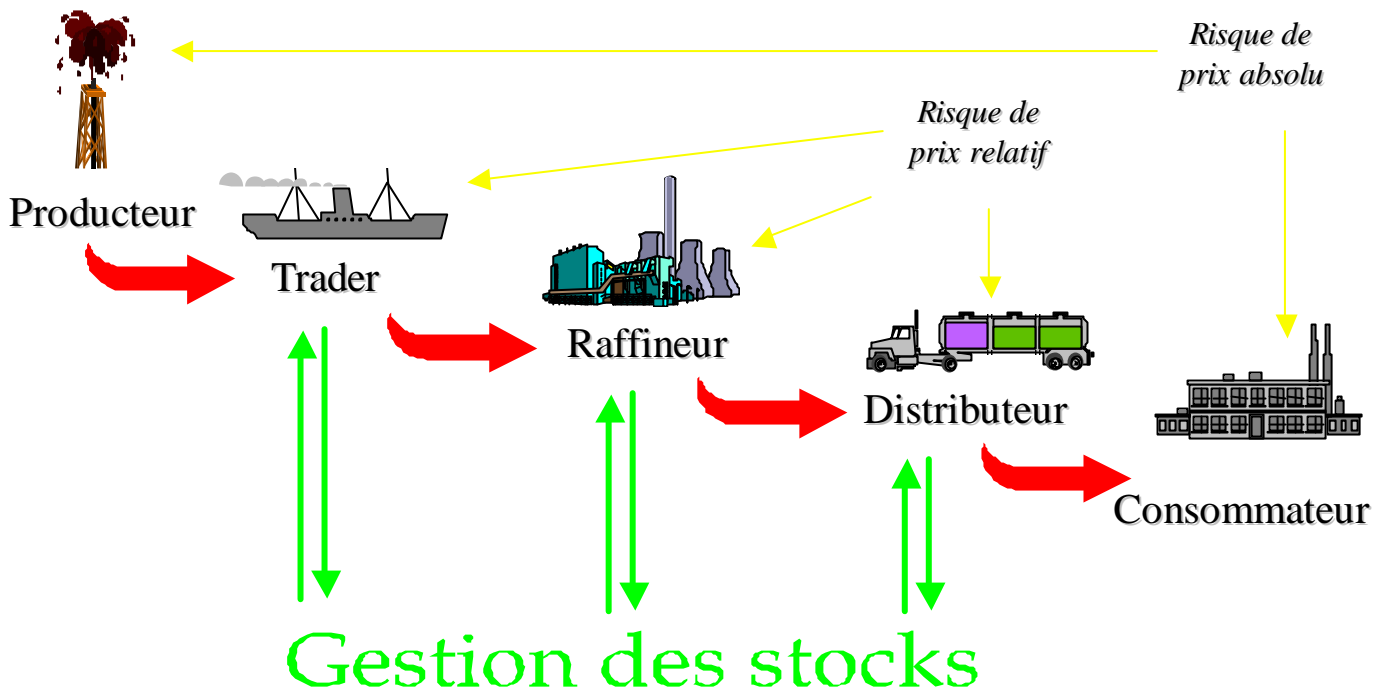 Risque de
prix absolu
Risque de
prix relatif
Producteur
Trader
Raffineur
Distributeur
Consommateur
Gestion des stocks